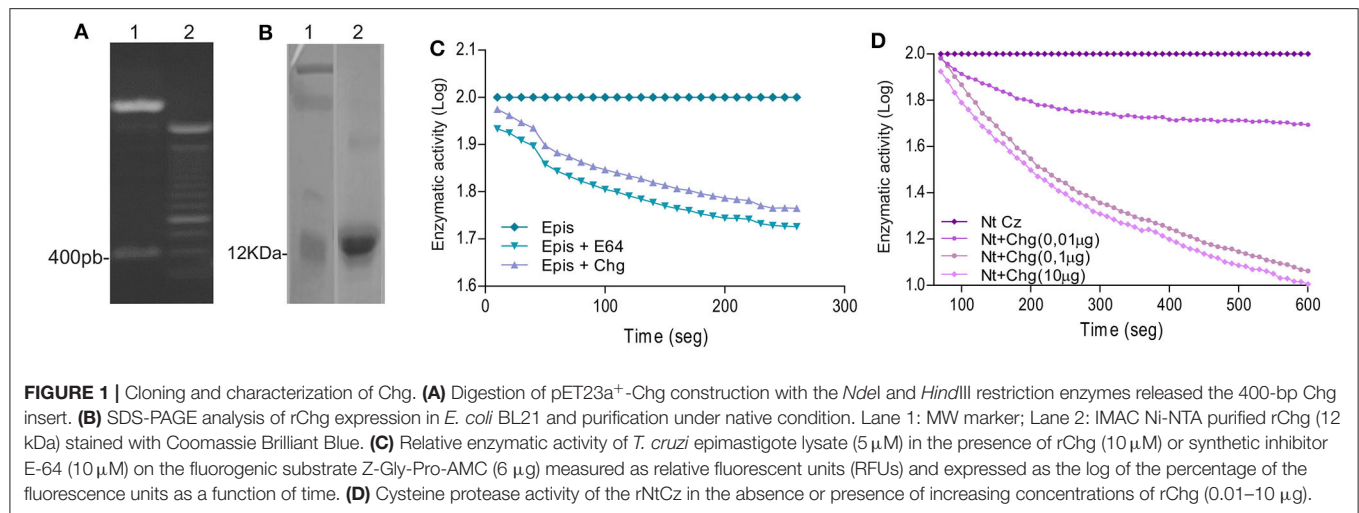 A
1 2
400pb-
B
1 2
12KDa-
C
Enzymatic activity (Log)
2.1
2.0
1.9
1.8
1.7
1.6
Epis
Epis + E64
Epis + Chg
0 100 200 300
Time (seg)
D
Enzymatic activity (Log)
2.0
1.8
1.6
1.4
1.2
1.0
Nt Cz
Nt+Chg(0,01µg)
Nt+Chg(0,1µg)
Nt+Chg(10µg)
100 200 300 400 500 600
Time (seg)
FIGURE 1 | Cloning and characterization of Chg. (A) Digestion of pET23a+-Chg construction with the NdeI and HindIII restriction enzymes released the 400-bp Chg
insert. (B) SDS-PAGE analysis of rChg expression in E. coli BL21 and purification under native condition. Lane 1: MW marker; Lane 2: IMAC Ni-NTA purified rChg (12
kDa) stained with Coomassie Brilliant Blue. (C) Relative enzymatic activity of T. cruzi epimastigote lysate (5 µM) in the presence of rChg (10 µM) or synthetic inhibitor
E-64 (10 µM) on the fluorogenic substrate Z-Gly-Pro-AMC (6 µg) measured as relative fluorescent units (RFUs) and expressed as the log of the percentage of the
fluorescence units as a function of time. (D) Cysteine protease activity of the rNtCz in the absence or presence of increasing concentrations of rChg (0.01–10 µg).